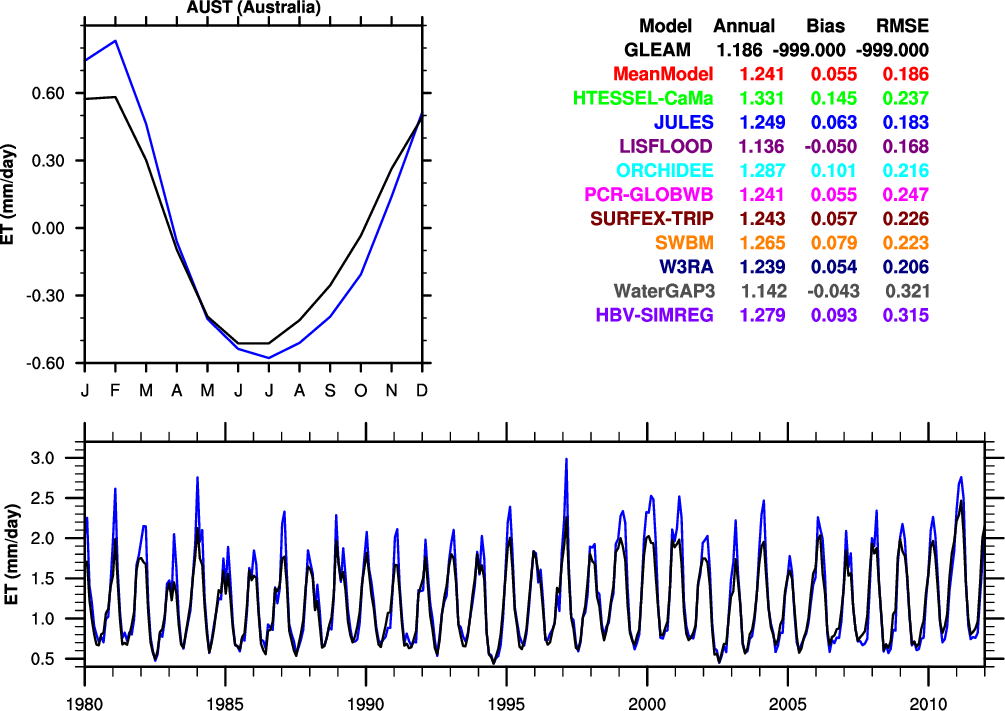 AUST (Australia)
Model Annual Bias RMSE
GLEAM 1.186 -999.000 -999.000
MeanModel 1.241 0.055 0.186
HTESSEL-CaMa 1.331 0.145 0.237
JULES 1.249 0.063 0.183
LISFLOOD 1.136 -0.050 0.168
ORCHIDEE 1.287 0.101 0.216
PCR-GLOBWB 1.241 0.055 0.247
SURFEX-TRIP 1.243 0.057 0.226
SWBM 1.265 0.079 0.223
W3RA 1.239 0.054 0.206
WaterGAP3 1.142 -0.043 0.321
HBV-SIMREG 1.279 0.093 0.315
ET (mm/day)
0.60
0.30
0.00
-0.30
-0.60
J F M A M J J A S O N D
ET (mm/day)
3.0
2.5
2.0
1.5
1.0
0.5
1980 1985 1990 1995 2000 2005 2010